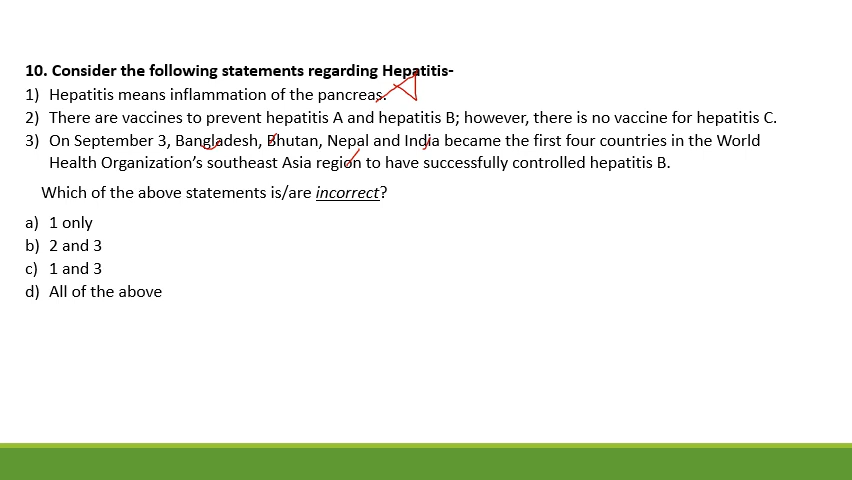 10. Consider the following statements regarding Hepatitis-
1) Hepatitis means inflammation of the pancreas.
2) There are vaccines to prevent hepatitis A and hepatitis B; however, there is no vaccine for hepatitis C.
3) On September 3, Bangladesh, Bhutan, Nepal and India became the first four countries in the World
Health Organization's southeast Asia region to have successfully controlled hepatitis B.
Which of the above statements is/are incorrect?
a) 1 only
b) 2 and 3
c) 1 and 3
d) All of the above